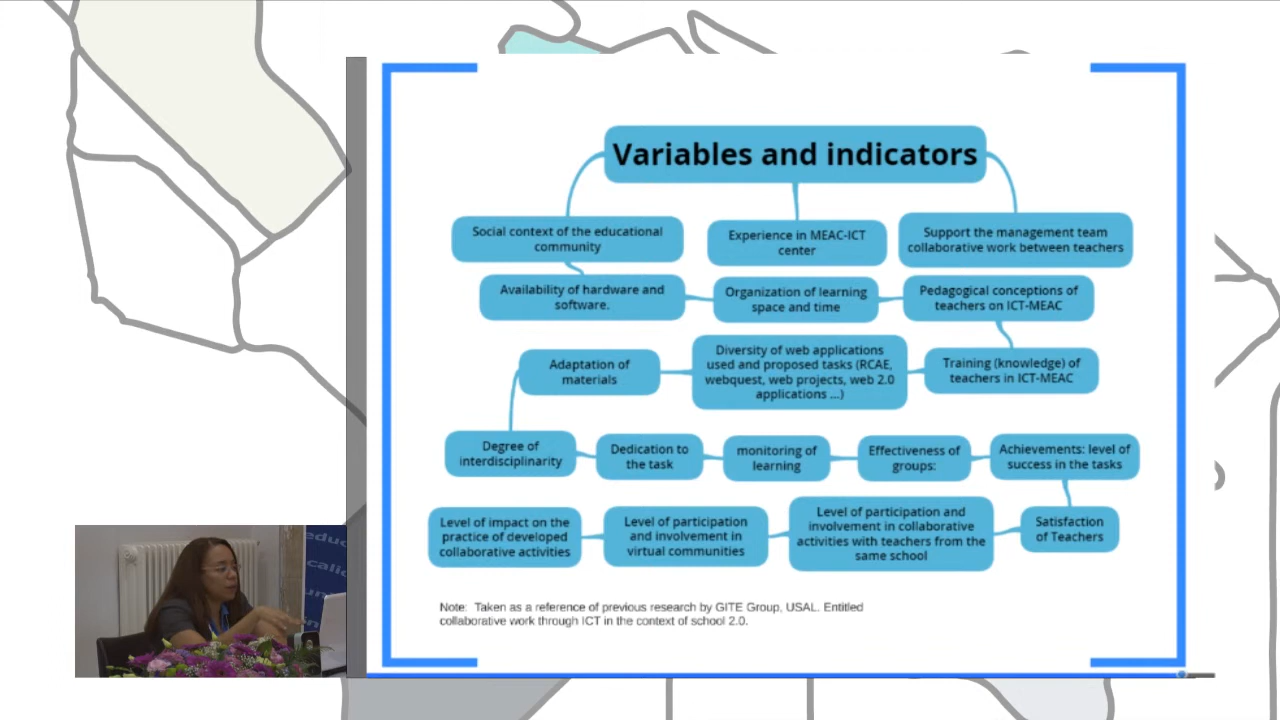 Variables and indicators
Social context of the educational
community
Experience in MEAC-ICT
center
Support the management team
collaborative work between teachers
Availability of hardware and
software.
Organization of learning
space and time
Pedagogical conceptions of
teachers on ICT-MEAC
Adaptation of
materials
Diversity of web applications
used and proposed tasks (RCAE,
webquest, web projects, web 2.0
applications ...)
Training (knowledge) of
teachers in ICT-MEAC
Degree of
interdisciplinarity
Dedication to
the task
monitoring of
learning
Effectiveness of
groups:
Achievements: level of
success in the tasks
Level of impact on the
practice of developed
collaborative activities
Level of participation
and involvement in
virtual communities
Level of participation and
involvement in collaborative
activities with teachers from the
same school
Satisfaction
of Teachers
Note: Taken as a reference of previous research by GITE Group, USAL. Entitled
collaborative work through ICT in the context of school 2.0.